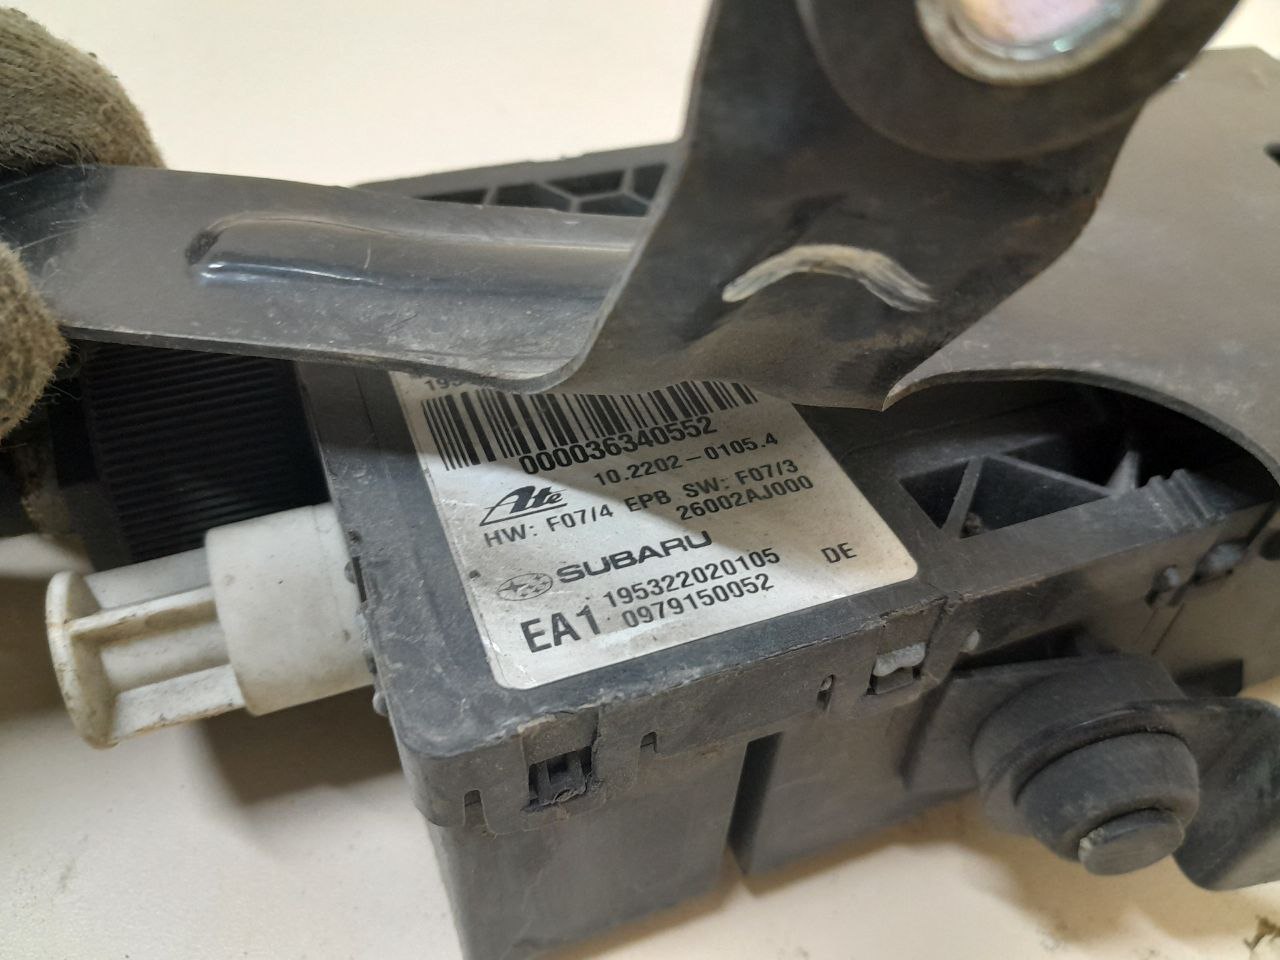 000036340552
10.2202-0105.4
Ate
HW: F07/4 EPB SW: F07/3
26002AJ000
SUBARU
EA1 195322020105 DE
0979150052